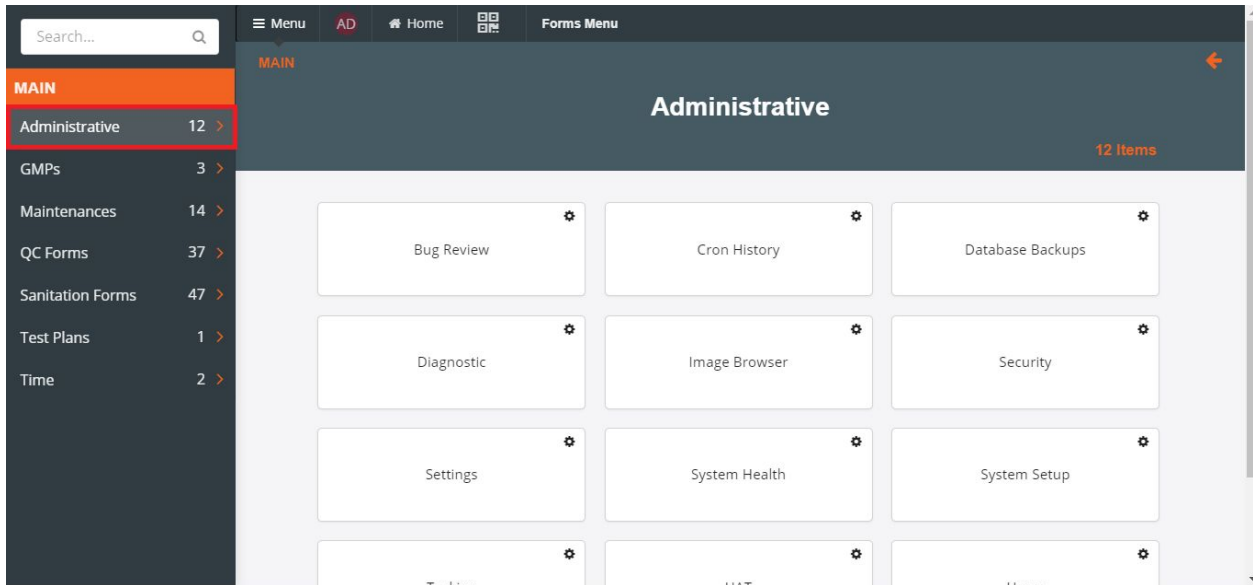 Search...
Menu AD Home Forms Menu
MAIN
MAIN
Administrative
12 Items
Administrative 12
GMPs 3
Maintenances 14
QC Forms 37
Sanitation Forms 47
Test Plans 1
Time 2
Bug Review
Cron History
Database Backups
Diagnostic
Image Browser
Security
Settings
System Health
System Setup